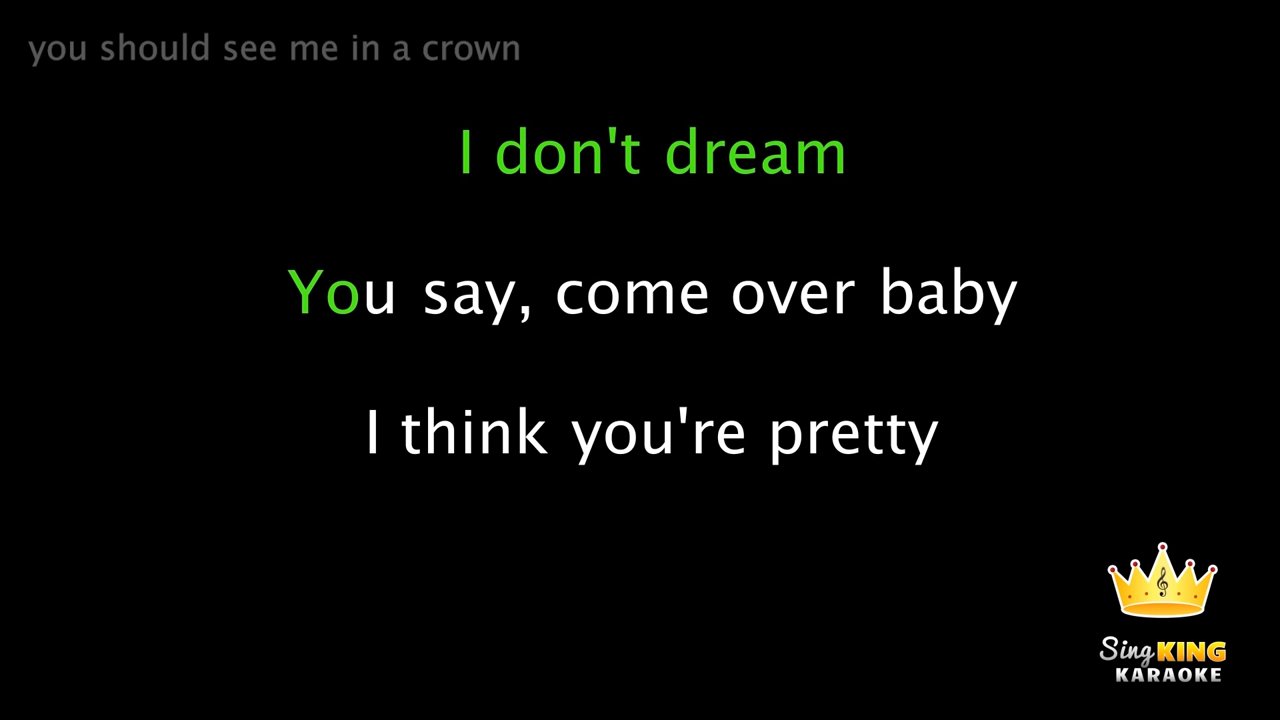 you should see me in a crown
I don't dream
You say, come over baby
I think you're pretty
Sing KING
KARAOKE